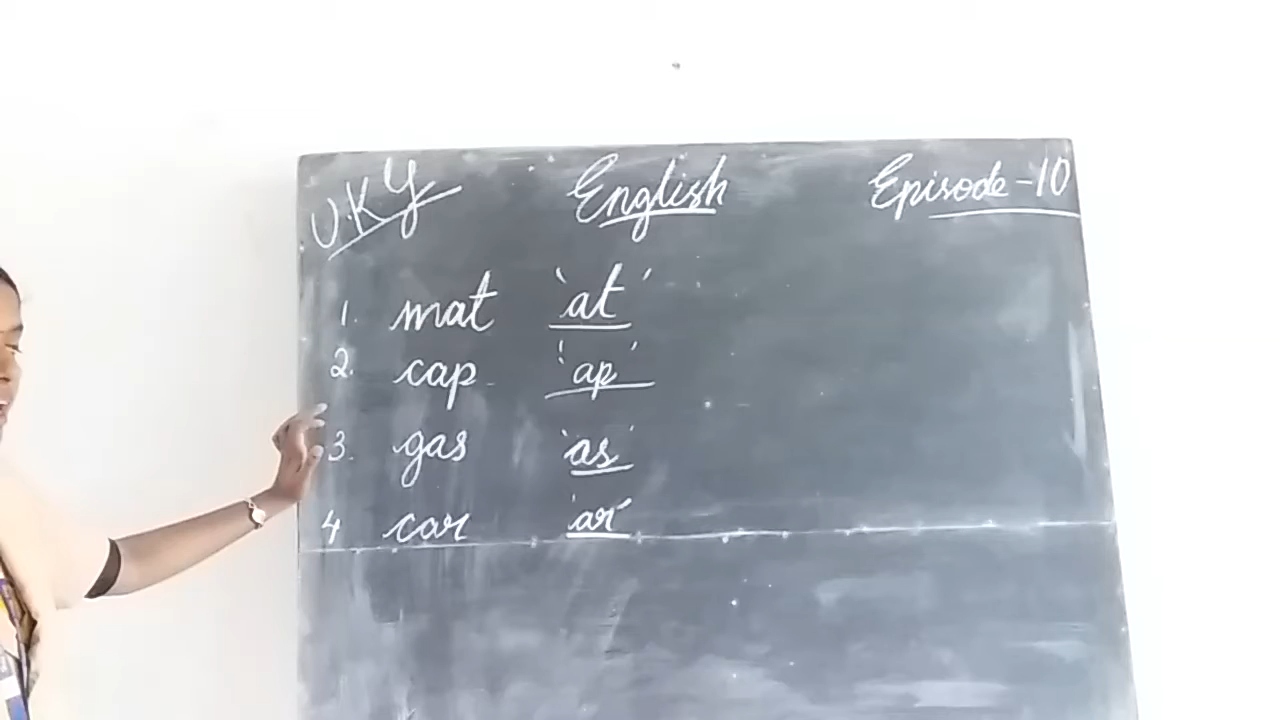 U.K.Y English Episode-10
1. mat 'at'
2. cap 'ap'
3. gas 'as'
4 car 'ar'